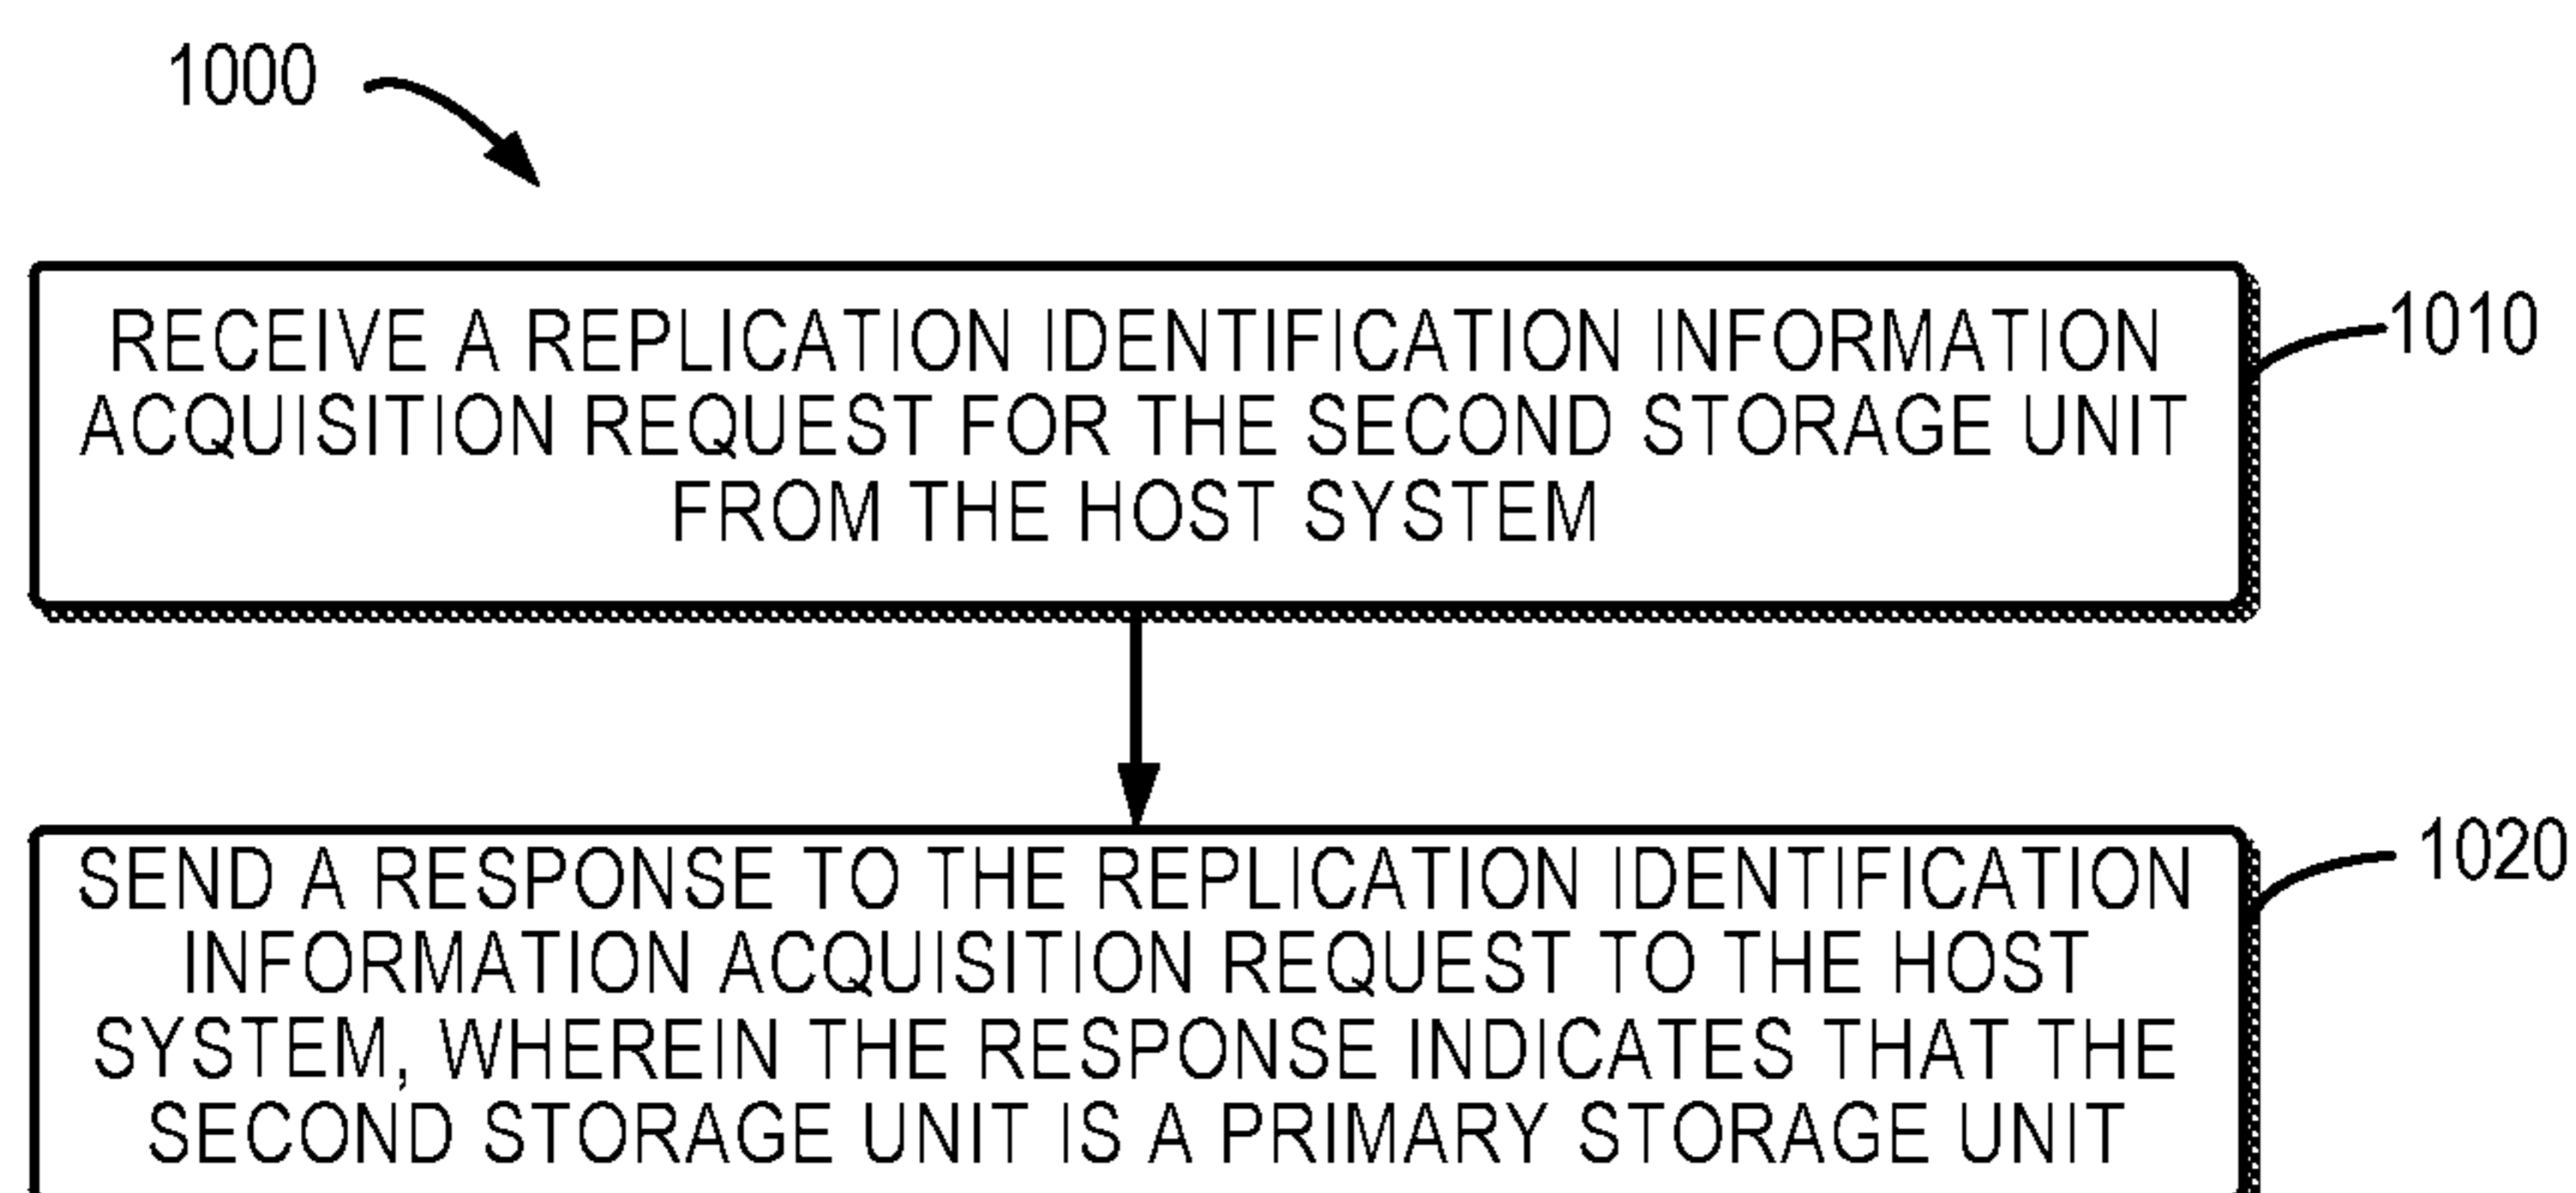 1000
RECEIVE A REPLICATION IDENTIFICATION INFORMATION
ACQUISITION REQUEST FOR THE SECOND STORAGE UNIT
FROM THE HOST SYSTEM
1010
SEND A RESPONSE TO THE REPLICATION IDENTIFICATION
INFORMATION ACQUISITION REQUEST TO THE HOST
SYSTEM, WHEREIN THE RESPONSE INDICATES THAT THE
SECOND STORAGE UNIT IS A PRIMARY STORAGE UNIT
1020